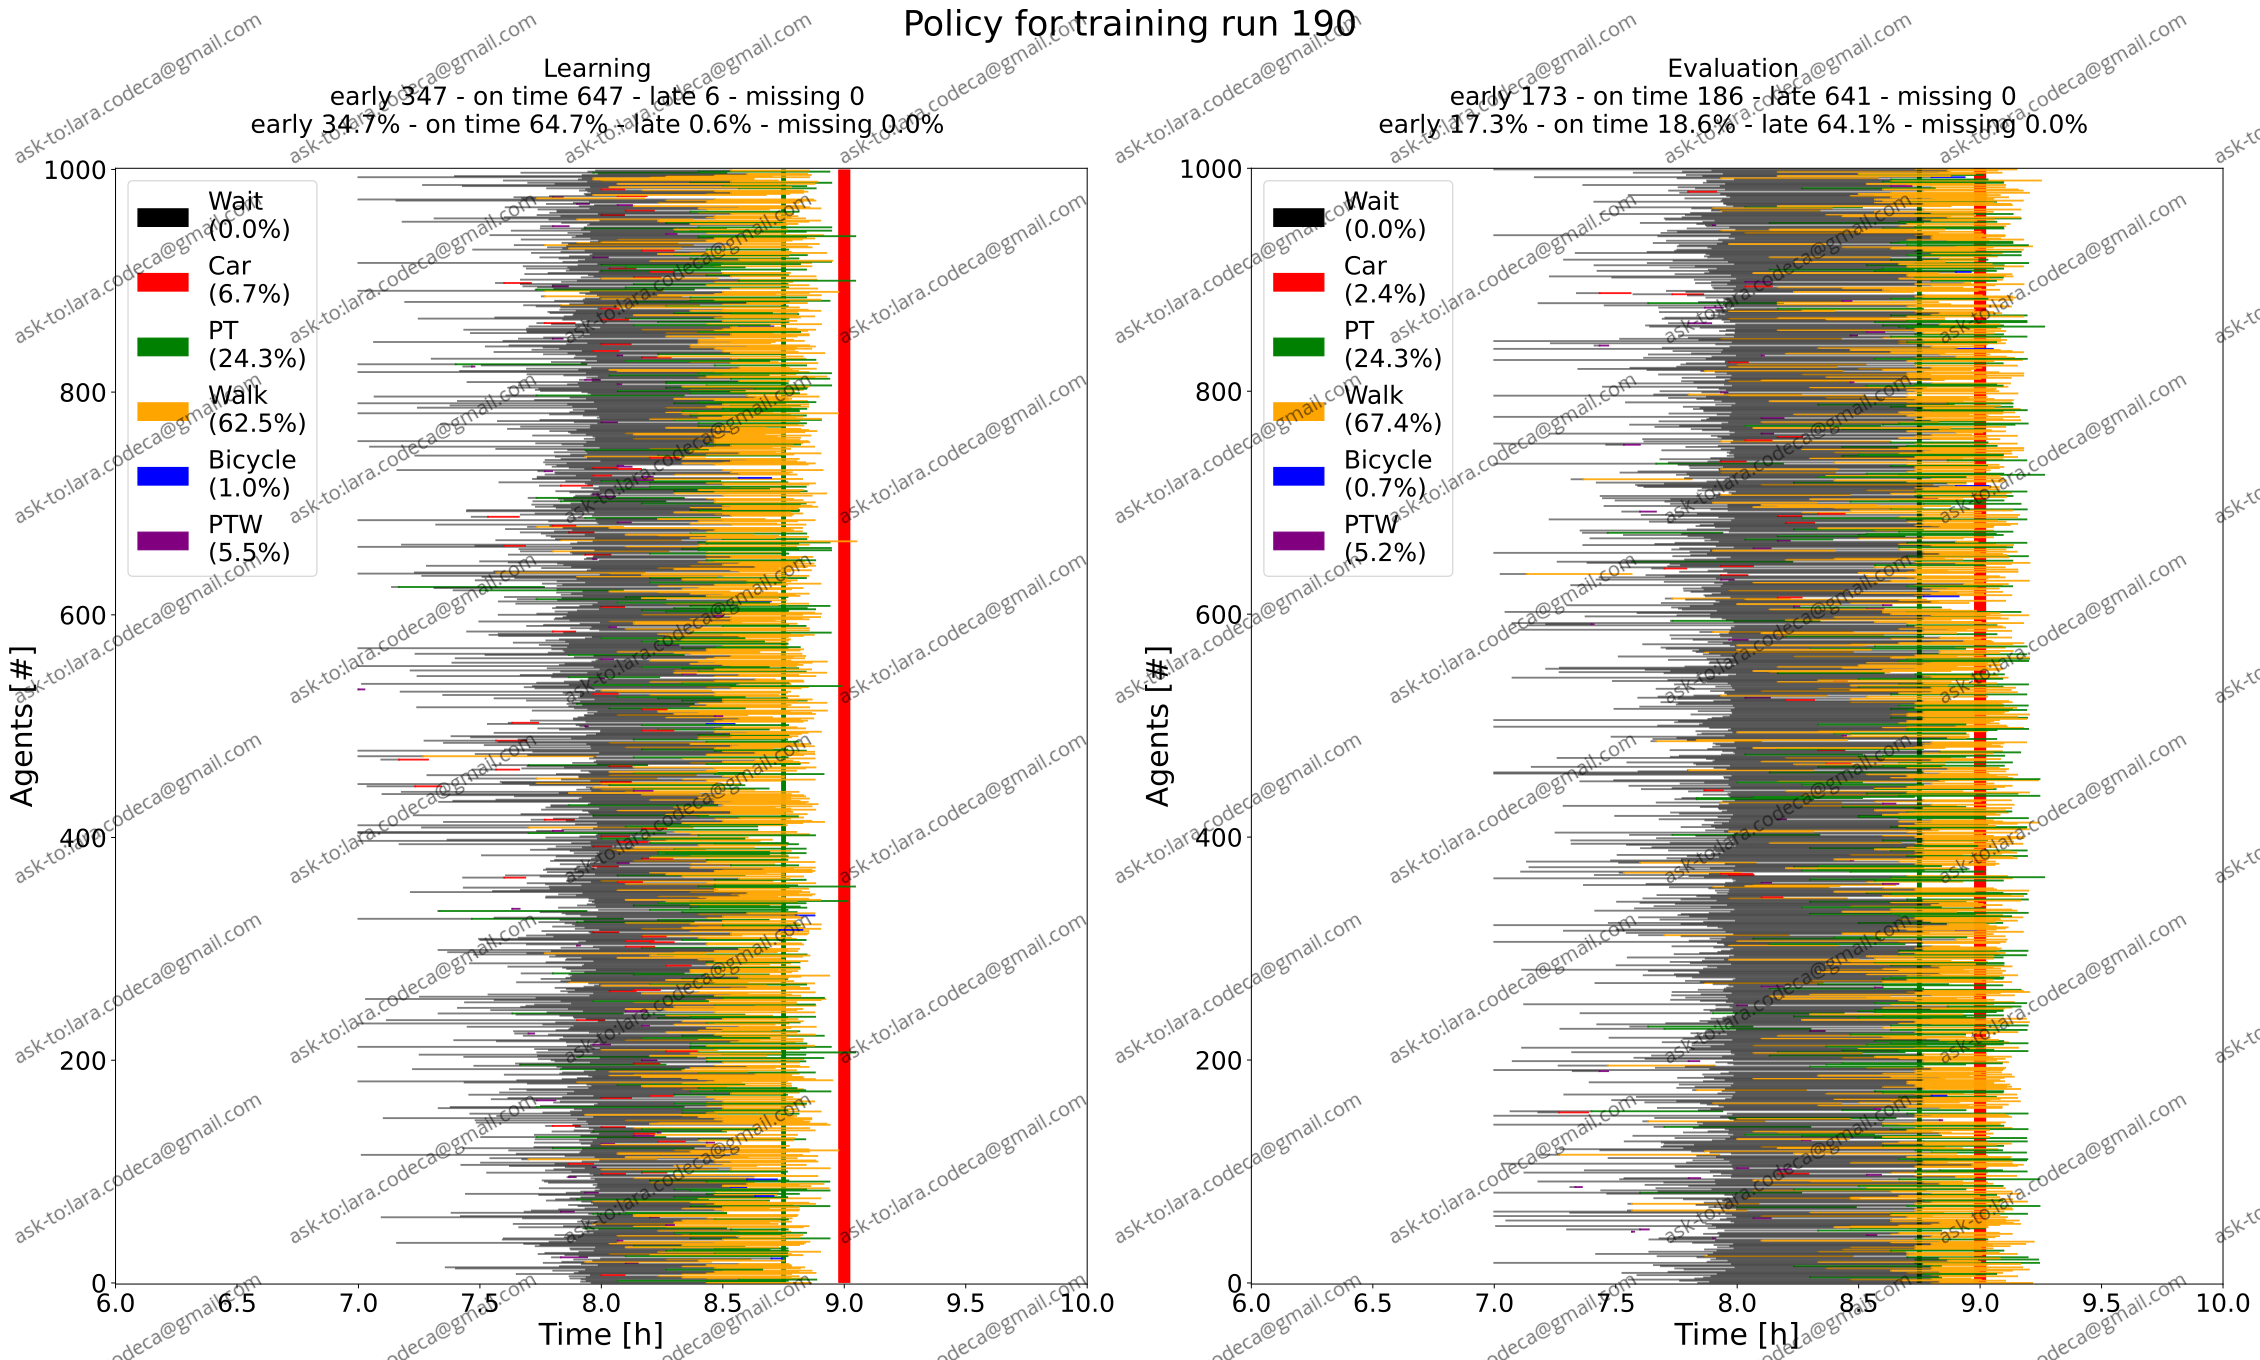 Policy for training run 190
Learning
early 347 - on time 647 - late 6 - missing 0
early 34.7% - on time 64.7% - late 0.6% - missing 0.0%
Evaluation
early 173 - on time 186 - late 641 - missing 0
early 17.3% - on time 18.6% - late 64.1% - missing 0.0%
Wait
(0.0%)
Car
(6.7%)
PT
(24.3%)
Walk
(62.5%)
Bicycle
(1.0%)
PTW
(5.5%)
1000
800
600
400
200
0
Agents [#]
6.0 6.5 7.0 7.5 8.0 8.5 9.0 9.5 10.0
Time [h]
Wait
(0.0%)
Car
(2.4%)
PT
(24.3%)
Walk
(67.4%)
Bicycle
(0.7%)
PTW
(5.2%)
1000
800
600
400
200
0
Agents [#]
6.0 6.5 7.0 7.5 8.0 8.5 9.0 9.5 10.0
Time [h]
ask-to:lara.codeca@gmail.com